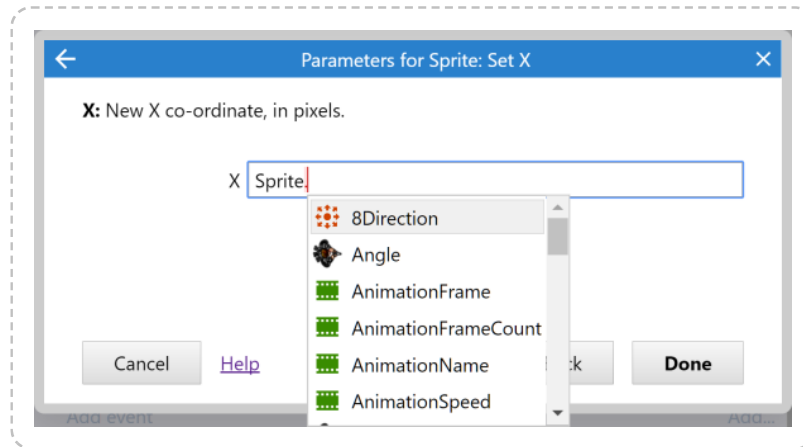 Parameters for Sprite: Set X
X: New X co-ordinate, in pixels.
X Sprite.
8Direction
Angle
AnimationFrame
AnimationFrameCount
AnimationName
AnimationSpeed
Cancel Help Done
Add event Add...